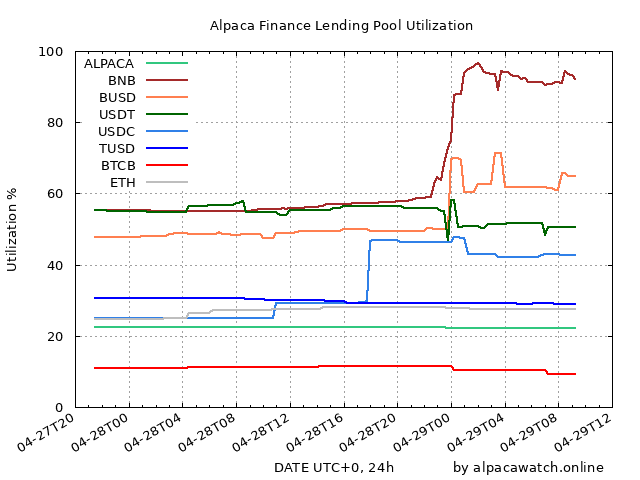 Alpaca Finance Lending Pool Utilization
100
80
60
40
20
0
Utilization %
ALPACA
BNB
BUSD
USDT
USDC
TUSD
BTCB
ETH
04-27T20
04-28T00
04-28T04
04-28T08
04-28T12
04-28T16
04-28T20
04-29T00
04-29T04
04-29T08
04-29T12
DATE UTC+0, 24h
by alpacawatch.online